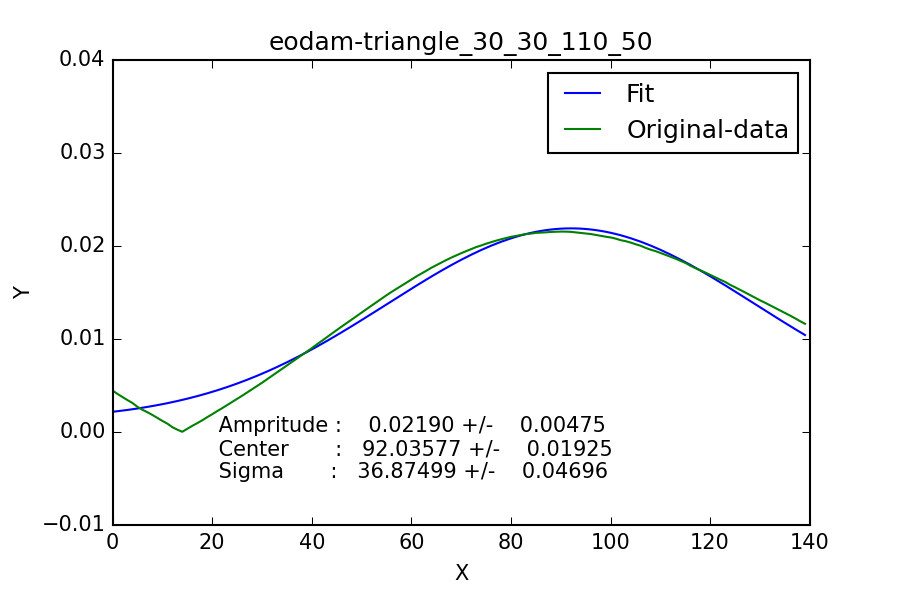 eodam-triangle_30_30_110_50
0.04
Fit
Original-data
0.03
0.02
Y
0.01
0.00
Ampritude : 0.02190 +/- 0.00475
Center : 92.03577 +/- 0.01925
Sigma : 36.87499 +/- 0.04696
−0.01
0 20 40 60 80 100 120 140
X